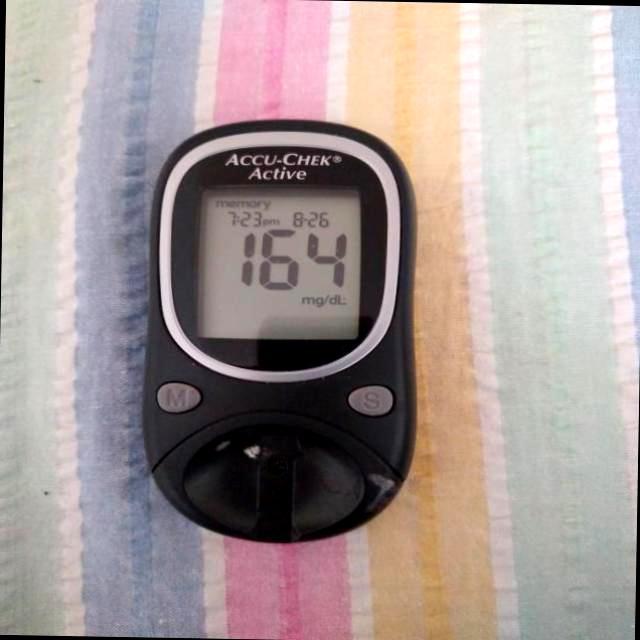 ACCU-CHEK®
Active
memory
7:23pm 8-26
164
mg/dL
M S